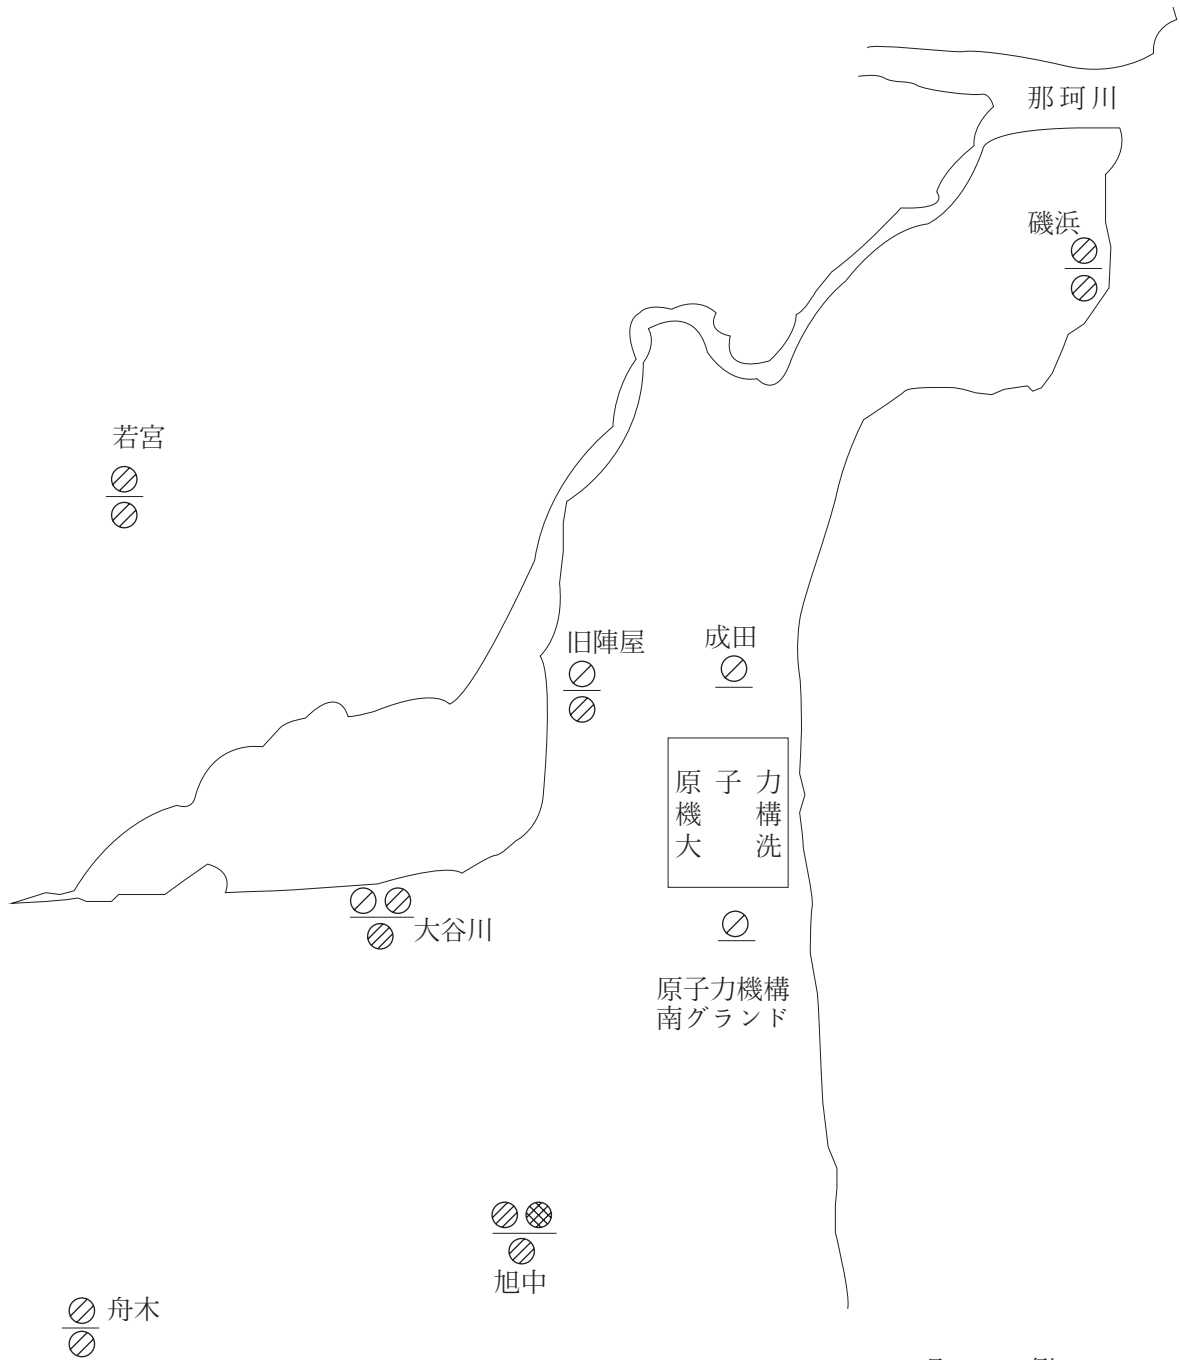 那珂川
磯浜
若宮
旧陣屋
成田
原子力
機構
大洗
大谷川
原子力機構
南グランド
旭中
舟木